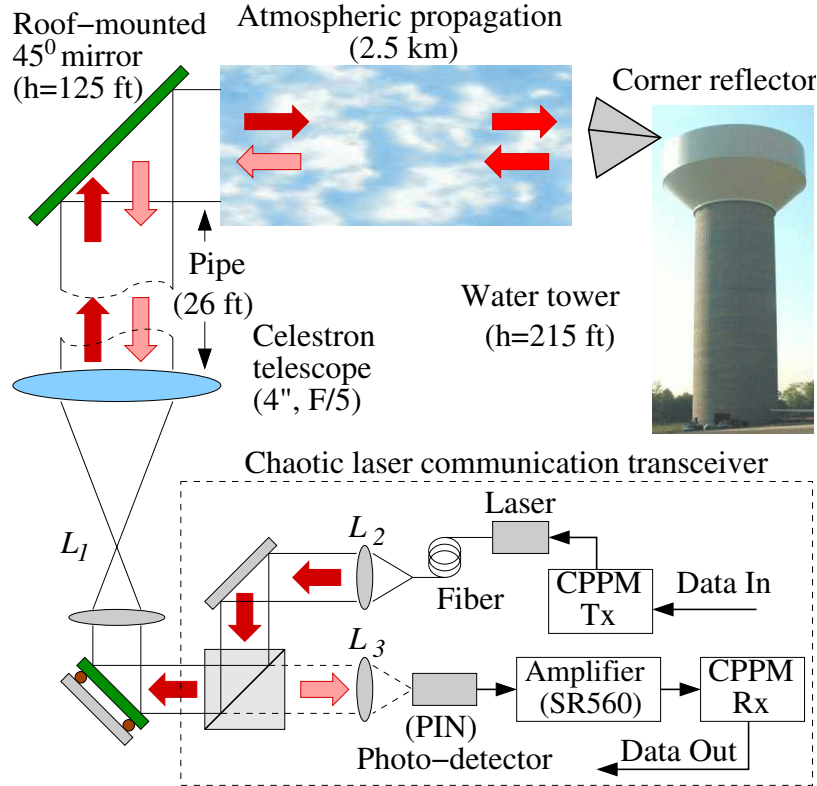 Roof−mounted
45⁰ mirror
(h=125 ft)
Atmospheric propagation
(2.5 km)
Corner reflector
Pipe
(26 ft)
Water tower
(h=215 ft)
Celestron
telescope
(4", F/5)
Chaotic laser communication transceiver
L1
L2
Laser
Fiber
CPPM
Tx
Data In
L3
(PIN)
Photo−detector
Amplifier
(SR560)
CPPM
Rx
Data Out